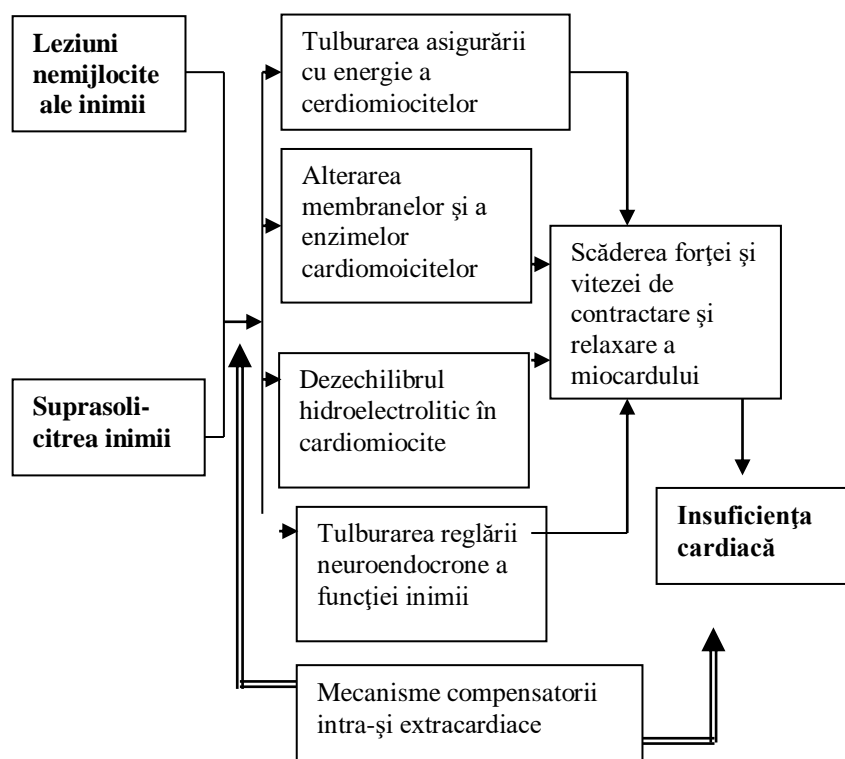 Leziuni
nemijlocite
ale inimii
Suprasoli-
citrea inimii
Tulburarea asigurării
cu energie a
cerdiomiocitelor
Alterarea
membranelor şi a
enzimelor
cardiomoicitelor
Dezechilibrul
hidroelectrolitic în
cardiomiocite
Tulburarea reglării
neuroendocrone a
funcţiei inimii
Mecanisme compensatorii
intra-şi extracardiace
Scăderea forţei şi
vitezei de
contractare şi
relaxare a
miocardului
Insuficienţa
cardiacă